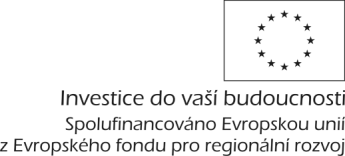 Investice do vaší budoucnosti
Spolufinancováno Evropskou unií
z Evropského fondu pro regionální rozvoj